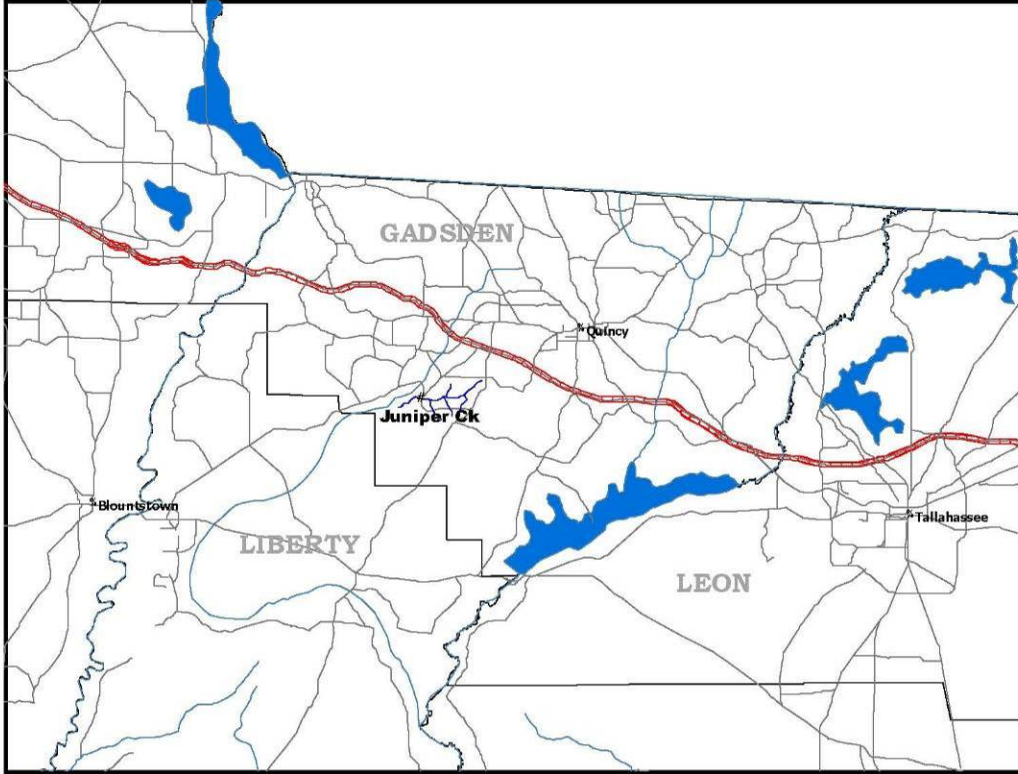 GADSDEN
Quincy
Juniper Ck
Blountstown
Tallahassee
LIBERTY
LEON